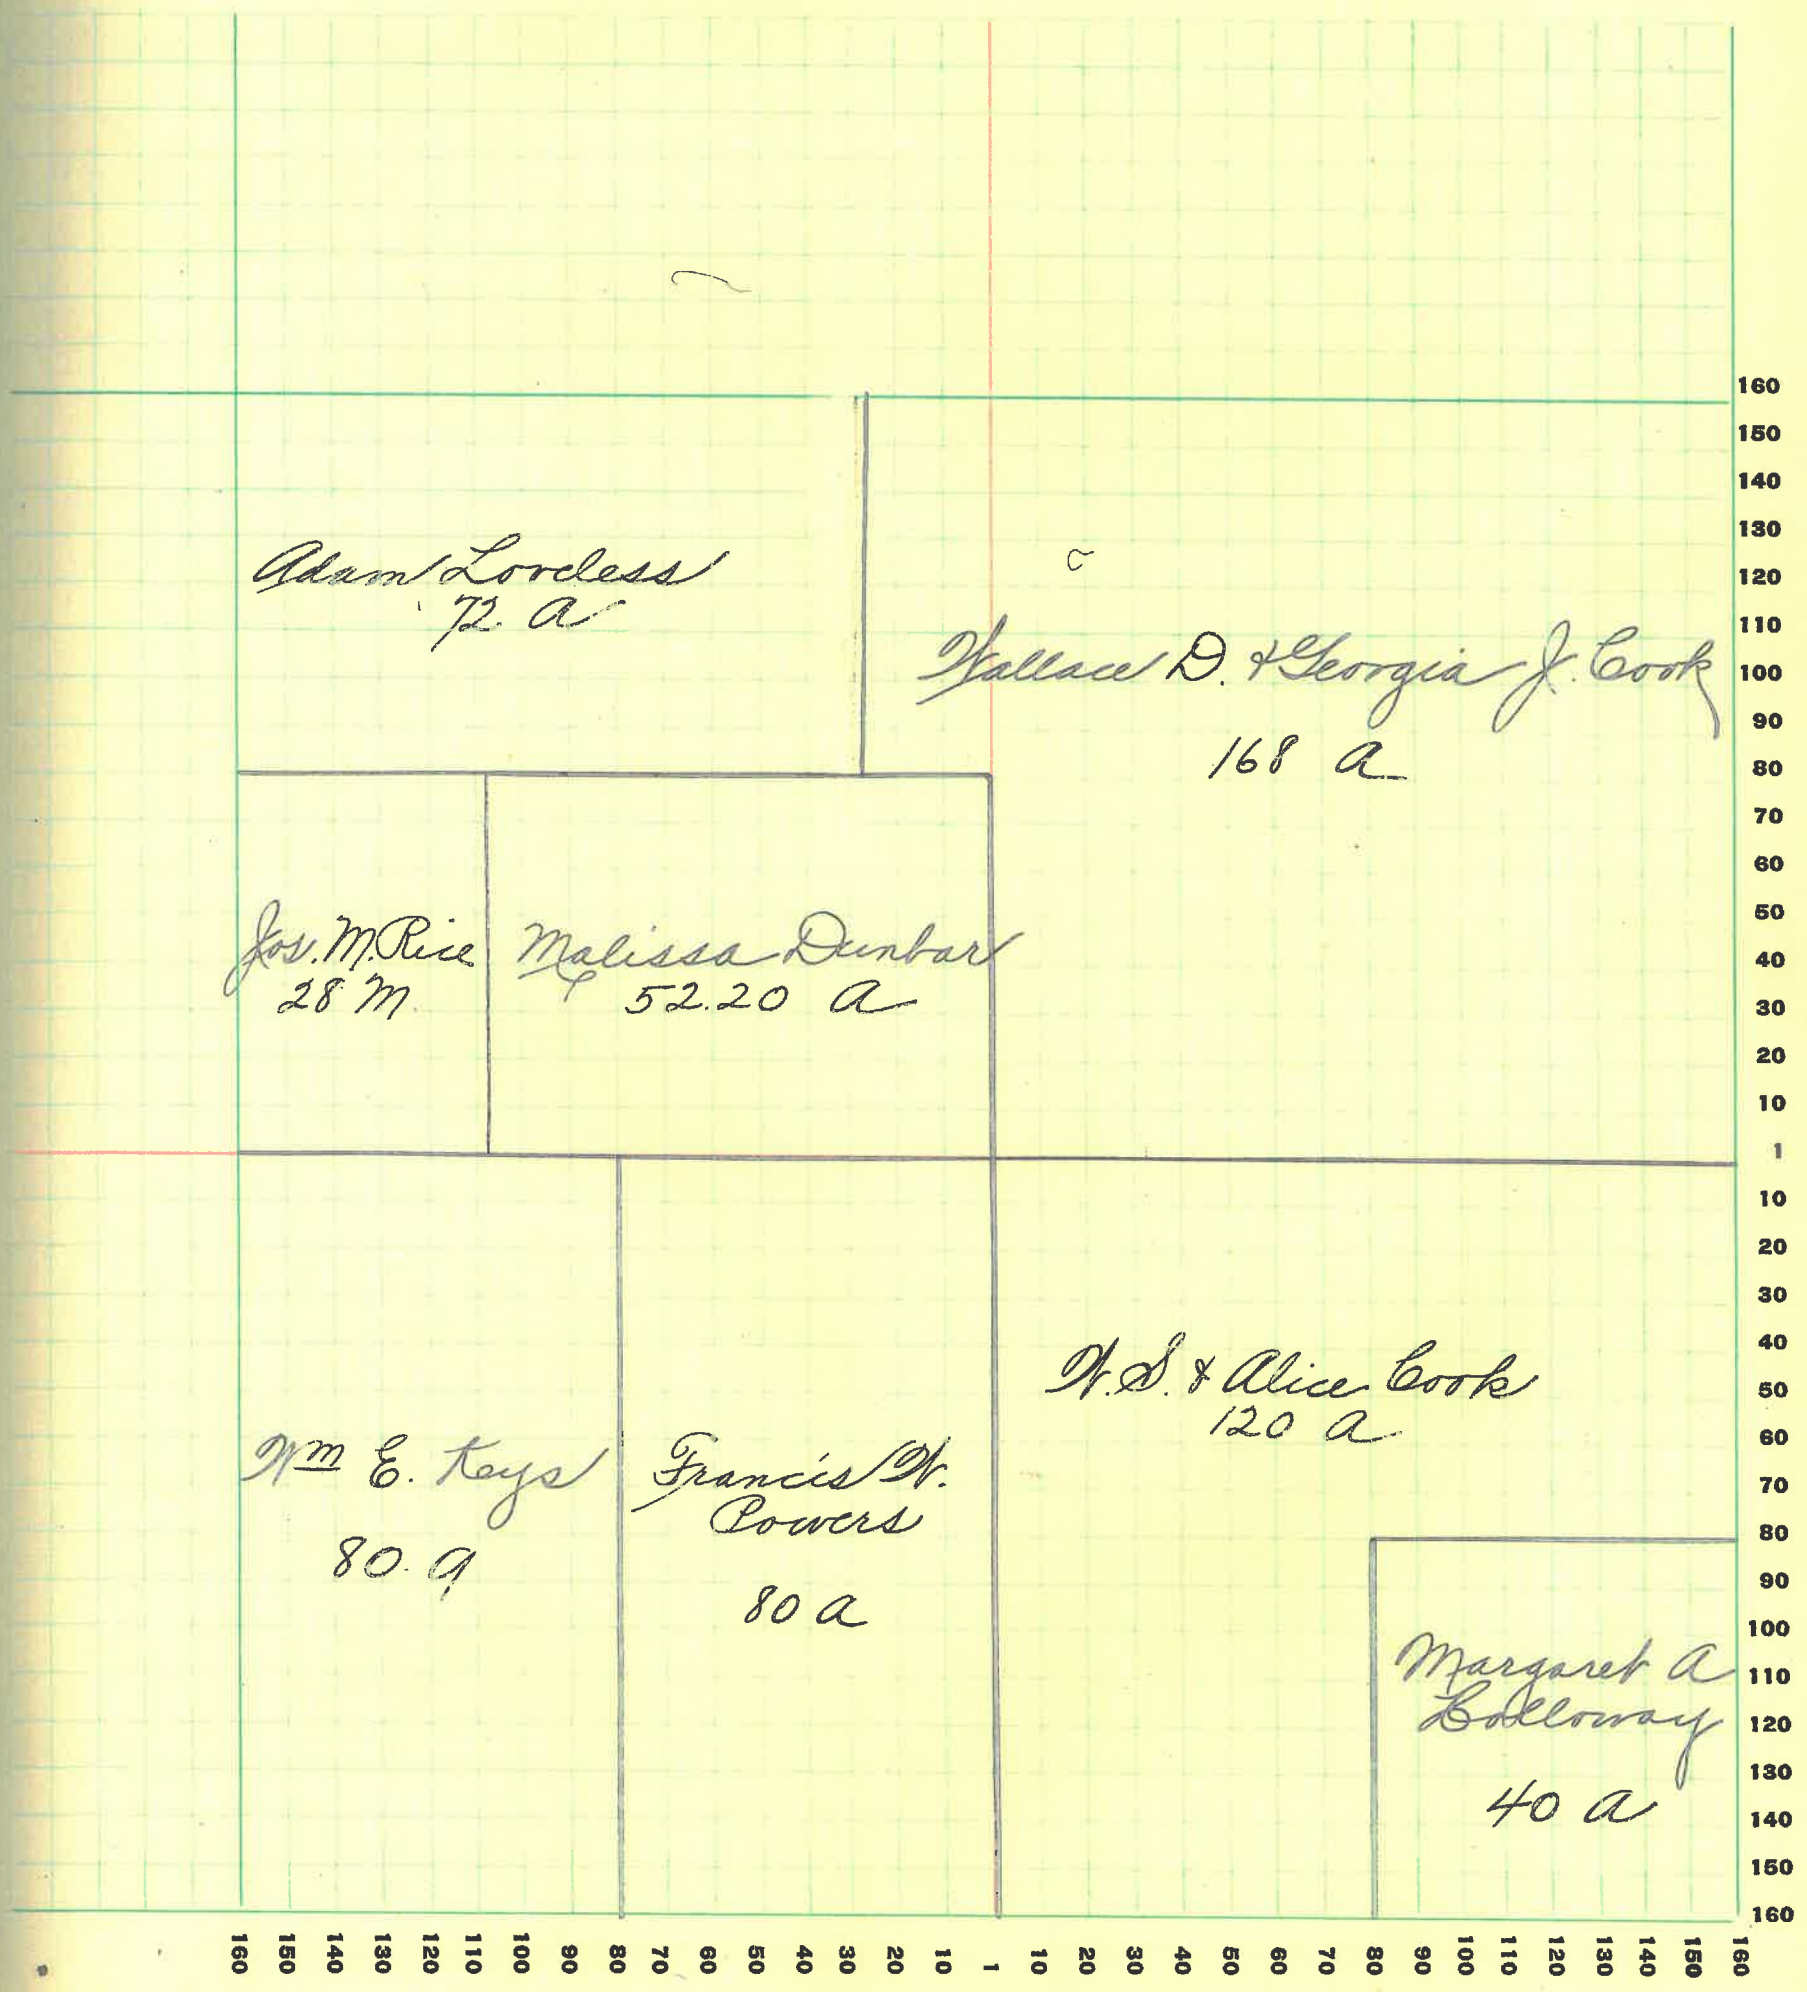 Adam Loveless
72 A
Wallace D. & Georgia J. Cook
168 A
Jos. M. Rice
28 M.
Malissa Dunbar
52.20 A
Wm E. Keys
80. A
Francis W.
Powers
80 A
W. S. & Alice Cook
120 A
Margaret A
Holloway
40 A
160
150
140
130
120
110
100
90
80
70
60
50
40
30
20
10
1
10
20
30
40
50
60
70
80
90
100
110
120
130
140
150
160
160 150 140 130 120 110 100 90 80 70 60 50 40 30 20 10 1 10 20 30 40 50 60 70 80 90 100 110 120 130 140 150 160